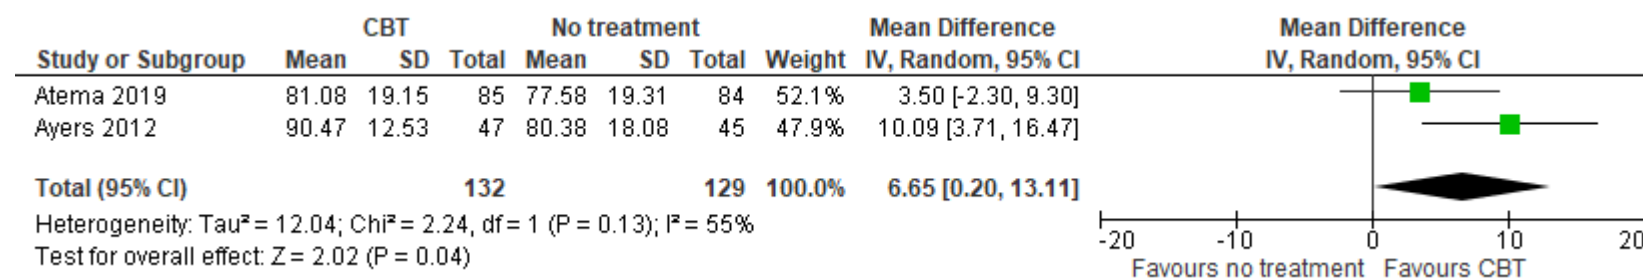 CBT No treatment Mean Difference Mean Difference
Study or Subgroup Mean SD Total Mean SD Total Weight IV, Random, 95% CI IV, Random, 95% CI
Atema 2019 81.08 19.15 85 77.58 19.31 84 52.1% 3.50 [-2.30, 9.30]
Ayers 2012 90.47 12.53 47 80.38 18.08 45 47.9% 10.09 [3.71, 16.47]
Total (95% CI) 132 129 100.0% 6.65 [0.20, 13.11]
Heterogeneity: Tau² = 12.04; Chi² = 2.24, df = 1 (P = 0.13); I² = 55%
Test for overall effect: Z = 2.02 (P = 0.04)
-20 -10 0 10 20
Favours no treatment Favours CBT